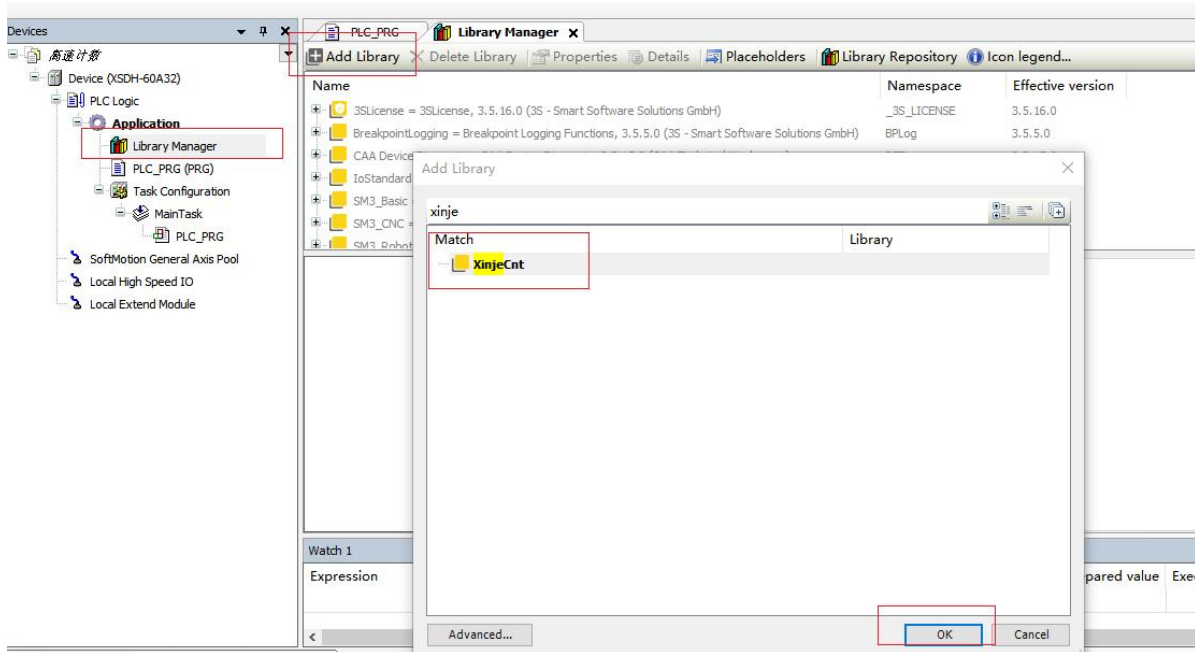 Devices
高速计数
Device (XSDH-60A32)
PLC Logic
Application
Library Manager
PLC_PRG (PRG)
Task Configuration
MainTask
PLC_PRG
SoftMotion General Axis Pool
Local High Speed IO
Local Extend Module
PLC_PRG Library Manager
Add Library Delete Library Properties Details Placeholders Library Repository Icon legend...
Name Namespace Effective version
3SLicense = 3SLicense, 3.5.16.0 (3S - Smart Software Solutions GmbH) _3S_LICENSE 3.5.16.0
BreakpointLogging = Breakpoint Logging Functions, 3.5.5.0 (3S - Smart Software Solutions GmbH) BPLog 3.5.5.0
CAA Device
IoStandard
SM3_Basic
SM3_CNC =
SM3_Robot
Add Library
xinje
Match Library
XinjeCnt
Advanced... OK Cancel
Watch 1
Expression pared value Exe